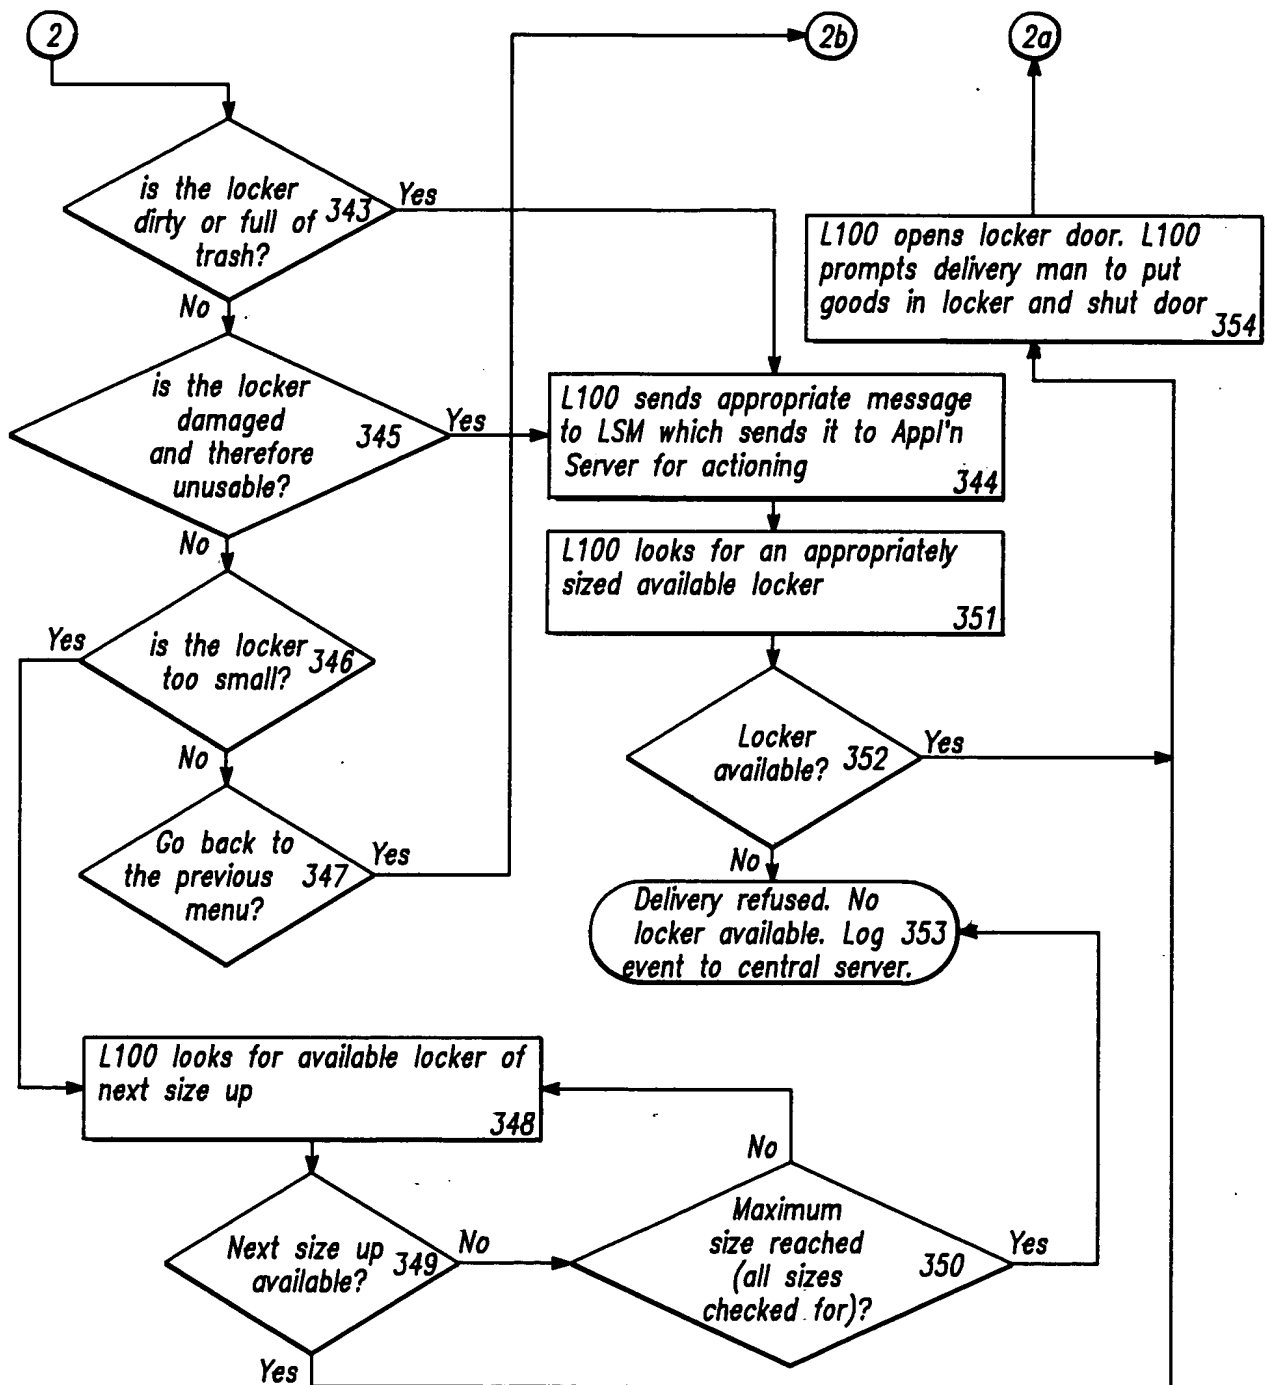 2
2b
2a
is the locker
dirty or full of
trash?
343
Yes
No
L100 opens locker door. L100
prompts delivery man to put
goods in locker and shut door
354
is the locker
damaged
and therefore
unusable?
345
Yes
No
L100 sends appropriate message
to LSM which sends it to Appl'n
Server for actioning
344
L100 looks for an appropriately
sized available locker
351
Yes
is the locker
too small?
346
No
Locker
available?
352
Yes
No
Go back to
the previous
menu?
347
Yes
Delivery refused. No
locker available. Log
event to central server.
353
L100 looks for available locker of
next size up
348
No
Next size up
available?
349
No
Maximum
size reached
(all sizes
checked for)?
350
Yes
Yes